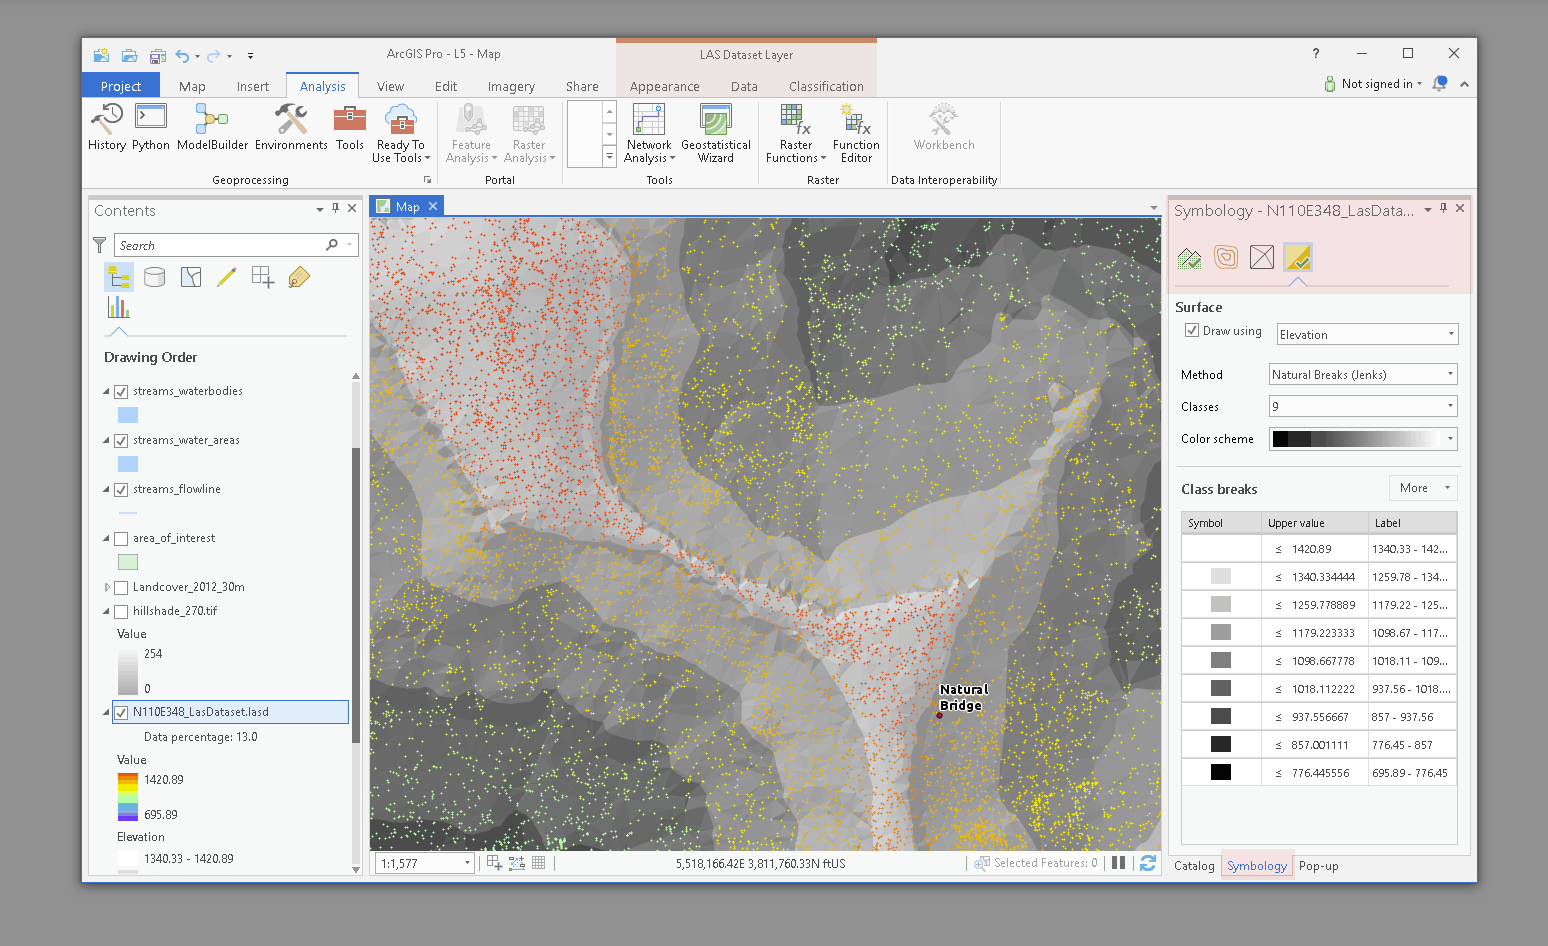 ArcGIS Pro - L5 - Map
LAS Dataset Layer
?
Project
Map
Insert
Analysis
View
Edit
Imagery
Share
Appearance
Data
Classification
Not signed in
History
Python
ModelBuilder
Environments
Tools
Ready To
Use Tools
Feature
Analysis
Raster
Analysis
Network
Analysis
Geostatistical
Wizard
Raster
Functions
Function
Editor
Workbench
Geoprocessing
Portal
Tools
Raster
Data Interoperability
Contents
Search
Drawing Order
streams_waterbodies
streams_water_areas
streams_flowline
area_of_interest
Landcover_2012_30m
hillshade_270.tif
Value
254
0
N110E348_LasDataset.lasd
Data percentage: 13.0
Value
1420.89
695.89
Elevation
1340.33 - 1420.89
Map
Natural
Bridge
1:1,577
5,518,166.42E 3,811,760.33N ftUS
Selected Features: 0
Symbology - N110E348_LasData...
Surface
Draw using
Elevation
Method
Natural Breaks (Jenks)
Classes
9
Color scheme
Class breaks
More
Symbol Upper value Label
≤ 1420.89 1340.33 - 142...
≤ 1340.334444 1259.78 - 134...
≤ 1259.778889 1179.22 - 125...
≤ 1179.223333 1098.67 - 117...
≤ 1098.667778 1018.11 - 109...
≤ 1018.112222 937.56 - 1018....
≤ 937.556667 857 - 937.56
≤ 857.001111 776.45 - 857
≤ 776.445556 695.89 - 776.45
Catalog
Symbology
Pop-up